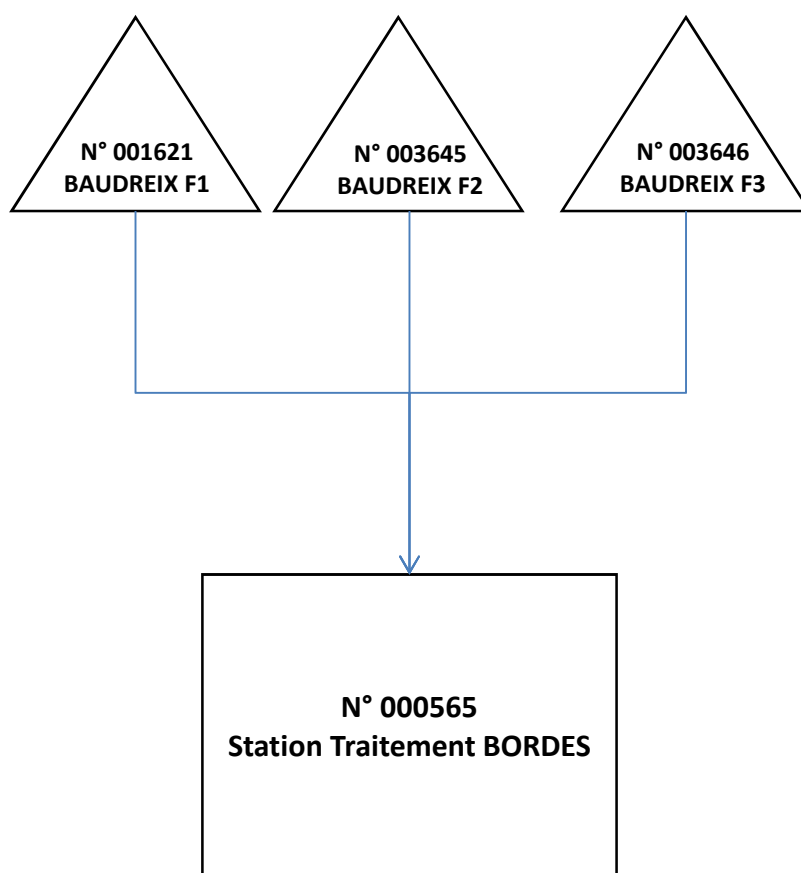 N° 001621
BAUDREIX F1
N° 003645
BAUDREIX F2
N° 003646
BAUDREIX F3
N° 000565
Station Traitement BORDES